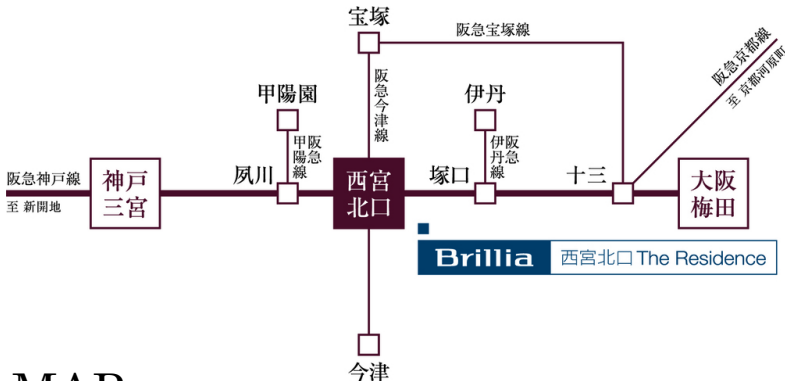 宝塚
阪急宝塚線
阪急京都線
至 京都河原町
阪急今津線
甲陽園
伊丹
阪急
甲陽線
阪急
伊丹線
阪急神戸線
至 新開地
神戸
三宮
夙川
西宮
北口
塚口
十三
大阪
梅田
Brillia 西宮北口 The Residence
今津
MAP